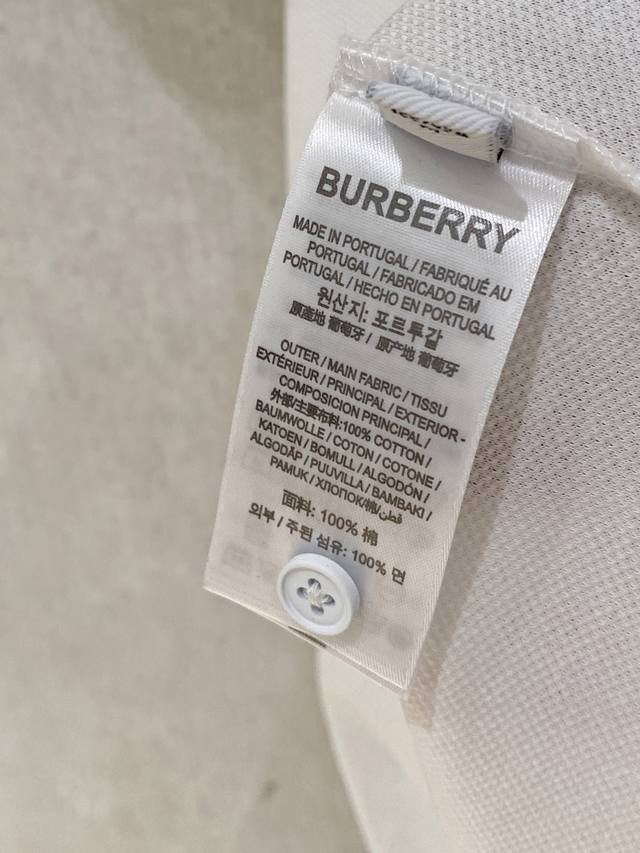 BURBERRY
MADE IN PORTUGAL / FABRIQUÉ AU
PORTUGAL / FABRICADO EM
PORTUGAL / HECHO EN PORTUGAL
원산지: 포르투갈
原產地 葡萄牙 / 原产地 葡萄牙
OUTER / MAIN FABRIC / TISSU
EXTÉRIEUR / PRINCIPAL / EXTERIOR -
COMPOSICION PRINCIPAL /
外部/主要布料:100% COTTON /
BAUMWOLLE / COTON / COTONE /
KATOEN / BOMULL / ALGODÓN /
ALGODÃP / PUUVILLA / BAMBAKI /
PAMUK / ХЛОПОК/棉/قطن
面料: 100% 棉
외부 / 주된 섬유: 100% 면